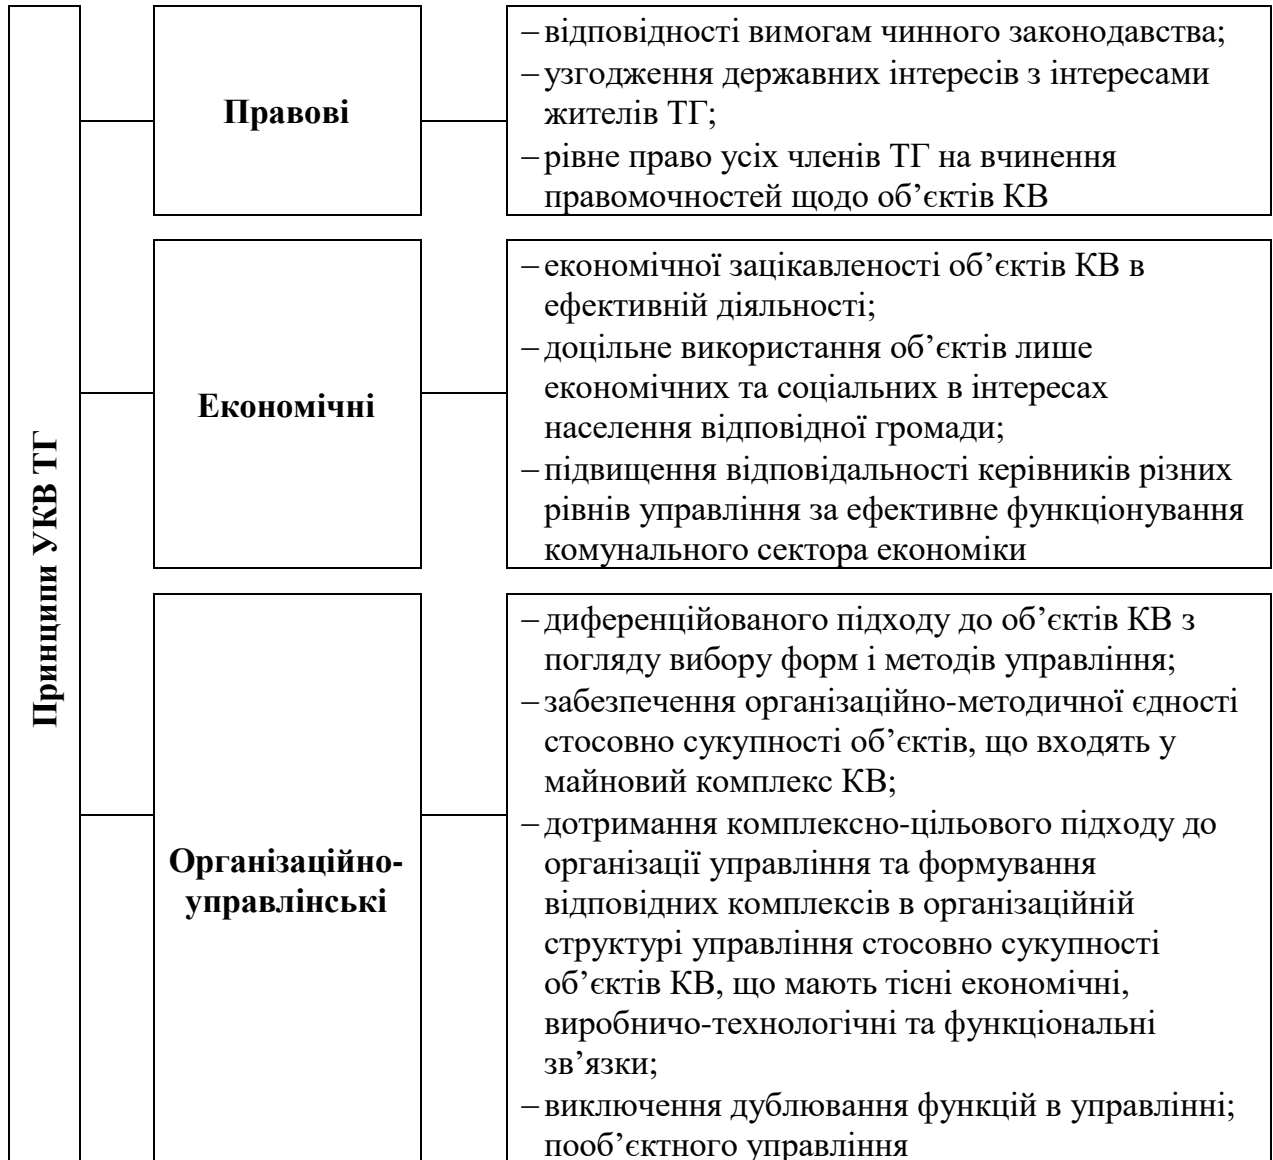 Принципи УКВ ТГ
Правові
– відповідності вимогам чинного законодавства;
– узгодження державних інтересів з інтересами
жителів ТГ;
– рівне право усіх членів ТГ на вчинення
правомочностей щодо об’єктів КВ
Економічні
– економічної зацікавленості об’єктів КВ в
ефективній діяльності;
– доцільне використання об’єктів лише
економічних та соціальних в інтересах
населення відповідної громади;
– підвищення відповідальності керівників різних
рівнів управління за ефективне функціонування
комунального сектора економіки
Організаційно-
управлінські
– диференційованого підходу до об’єктів КВ з
погляду вибору форм і методів управління;
– забезпечення організаційно-методичної єдності
стосовно сукупності об’єктів, що входять у
майновий комплекс КВ;
– дотримання комплексно-цільового підходу до
організації управління та формування
відповідних комплексів в організаційній
структурі управління стосовно сукупності
об’єктів КВ, що мають тісні економічні,
виробничо-технологічні та функціональні
зв’язки;
– виключення дублювання функцій в управлінні;
пооб’єктного управління